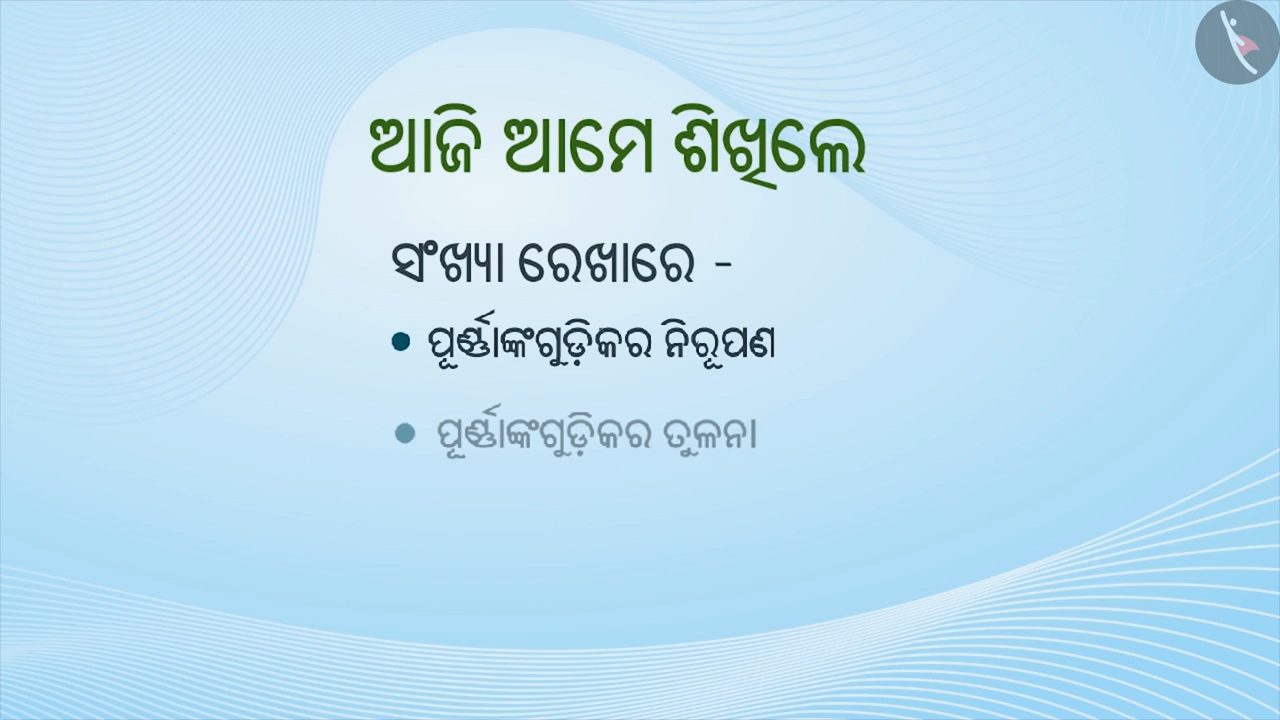 ଆଜି ଆମେ ଶିଖିଲେ
ସଂଖ୍ୟା ରେଖାରେ -
• ପୂର୍ଣ୍ଣାଙ୍କଗୁଡ଼ିକର ନିରୂପଣ
• ପୂର୍ଣ୍ଣାଙ୍କଗୁଡ଼ିକର ତୁଳନା